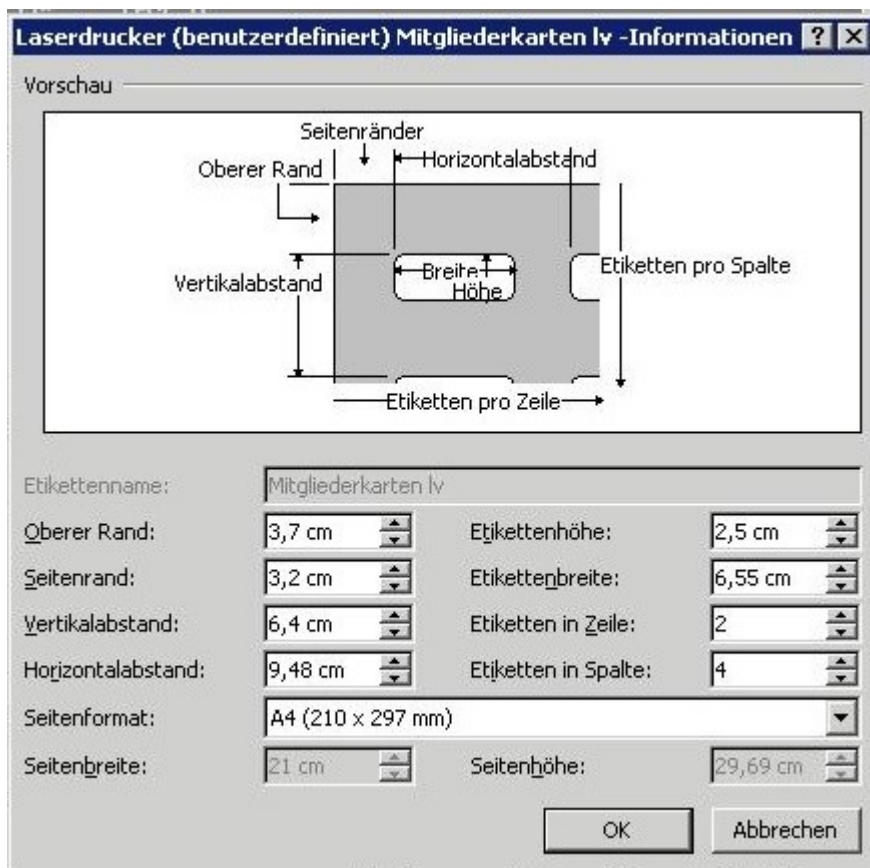 Laserdrucker (benutzerdefiniert) Mitgliederkarten lv -Informationen
Vorschau
Seitenränder
Horizontalabstand
Oberer Rand
Breite
Höhe
Etiketten pro Spalte
Vertikalabstand
Etiketten pro Zeile
Etikettenname: Mitgliederkarten lv
Oberer Rand: 3,7 cm Etikettenhöhe: 2,5 cm
Seitenrand: 3,2 cm Etikettenbreite: 6,55 cm
Vertikalabstand: 6,4 cm Etiketten in Zeile: 2
Horizontalabstand: 9,48 cm Etiketten in Spalte: 4
Seitenformat: A4 (210 x 297 mm)
Seitenbreite: 21 cm Seitenhöhe: 29,69 cm
OK Abbrechen